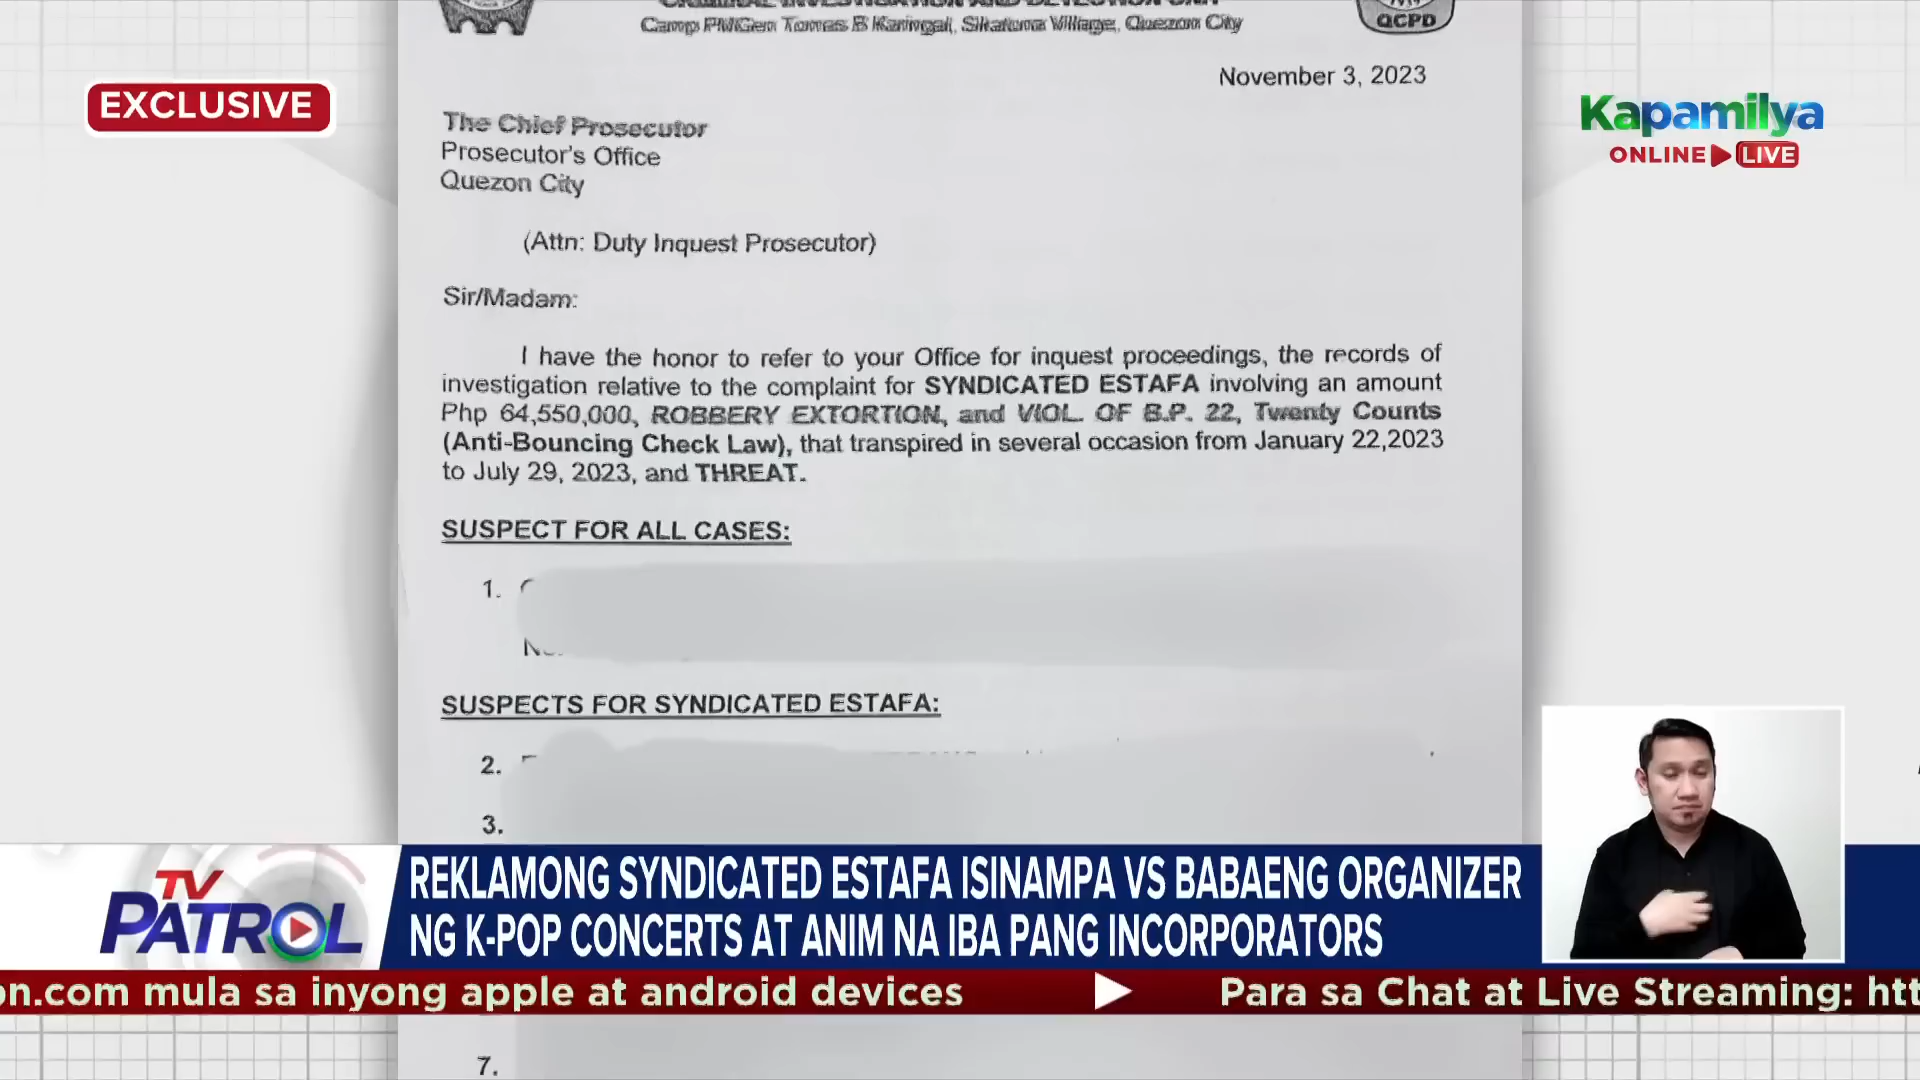 CRIMINAL INVESTIGATION AND DETECTION UNIT
Camp PMGen Tomas B Karingal, Sikatuna Village, Quezon City
QCPD
November 3, 2023
EXCLUSIVE
Kapamilya
ONLINE LIVE
The Chief Prosecutor
Prosecutor's Office
Quezon City
(Attn: Duty Inquest Prosecutor)
Sir/Madam:
I have the honor to refer to your Office for inquest proceedings, the records of
investigation relative to the complaint for SYNDICATED ESTAFA involving an amount
Php 64,550,000, ROBBERY EXTORTION, and VIOL. OF B.P. 22, Twenty Counts
(Anti-Bouncing Check Law), that transpired in several occasion from January 22,2023
to July 29, 2023, and THREAT.
SUSPECT FOR ALL CASES:
1.
SUSPECTS FOR SYNDICATED ESTAFA:
2.
3.
TV PATROL
REKLAMONG SYNDICATED ESTAFA ISINAMPA VS BABAENG ORGANIZER
NG K-POP CONCERTS AT ANIM NA IBA PANG INCORPORATORS
n.com mula sa inyong apple at android devices
Para sa Chat at Live Streaming: htt
7.